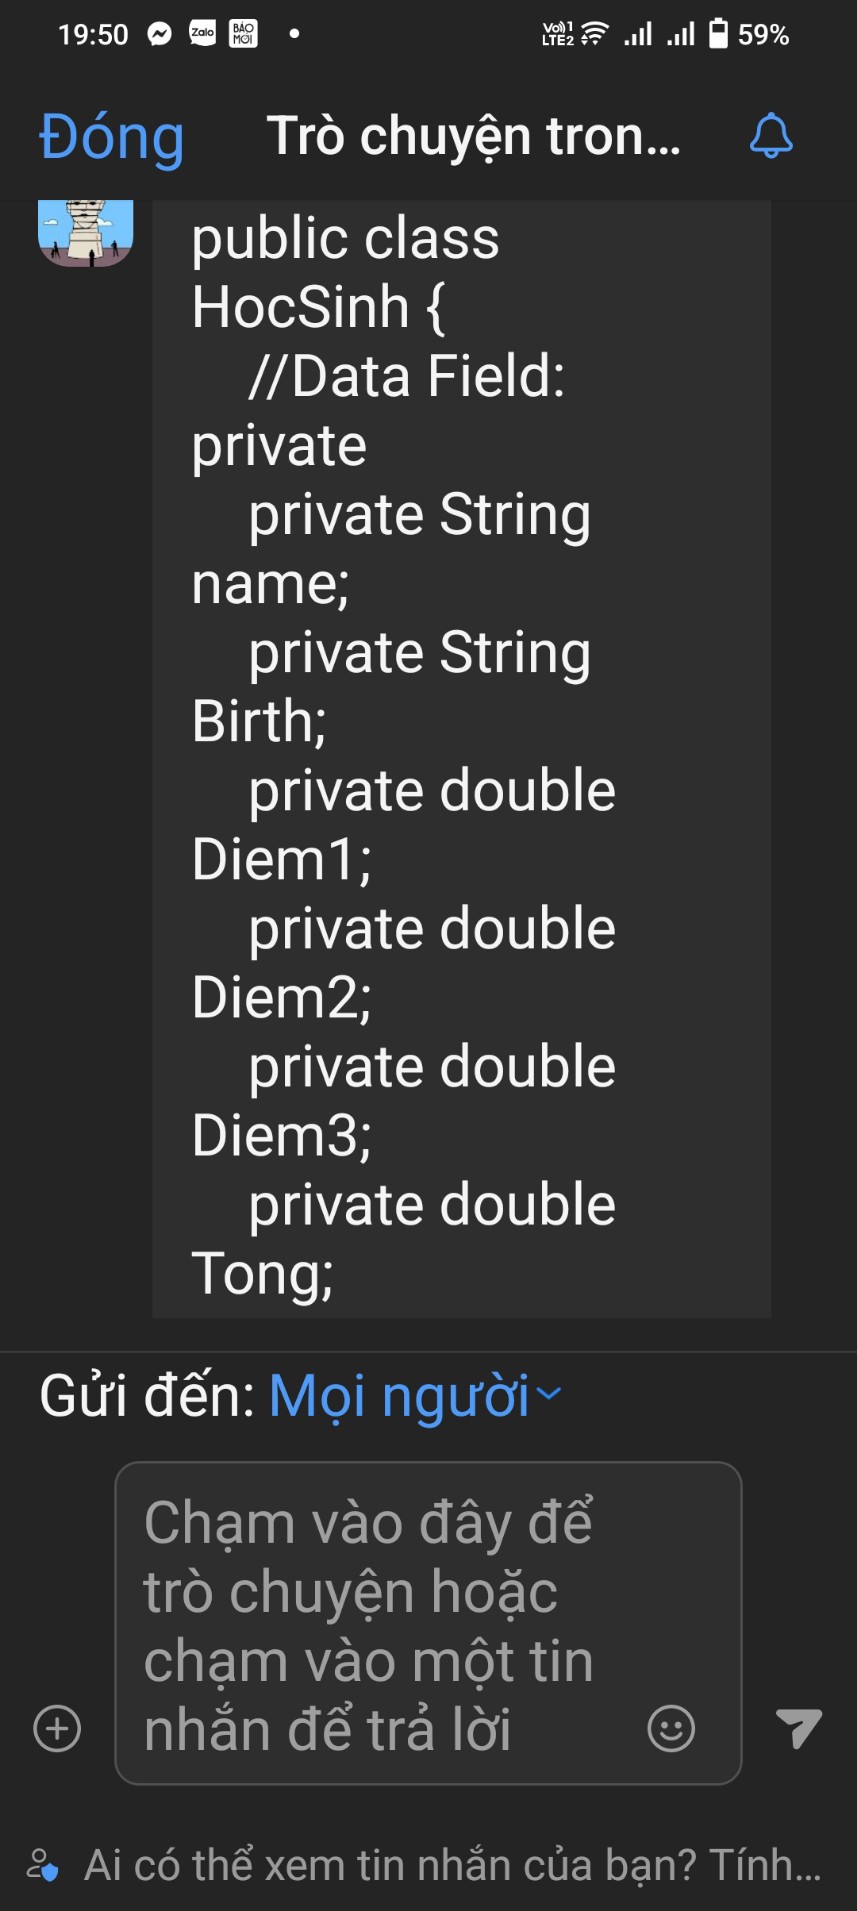 19:50 Zalo BÁO MỚI Vo)) 1 LTE2 59%
Đóng Trò chuyện tron...
public class
HocSinh {
//Data Field:
private
private String
name;
private String
Birth;
private double
Diem1;
private double
Diem2;
private double
Diem3;
private double
Tong;
Gửi đến: Mọi người
Chạm vào đây để
trò chuyện hoặc
chạm vào một tin
nhắn để trả lời
Ai có thể xem tin nhắn của bạn? Tính...